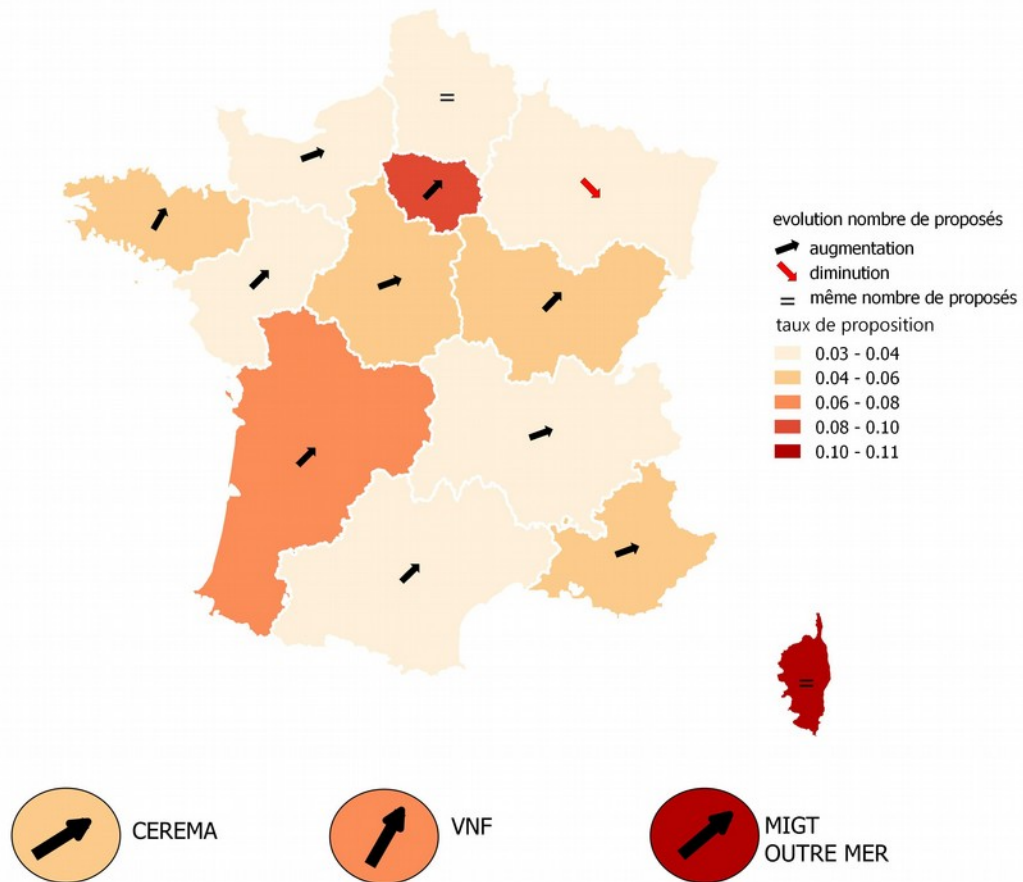 evolution nombre de proposés
augmentation
diminution
= même nombre de proposés
taux de proposition
0.03 - 0.04
0.04 - 0.06
0.06 - 0.08
0.08 - 0.10
0.10 - 0.11
=
=
CEREMA
VNF
MIGT
OUTRE MER